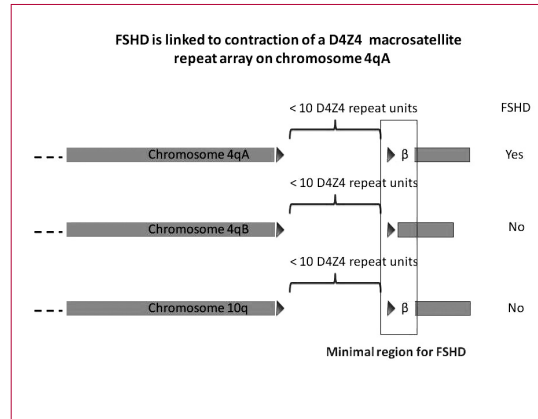 FSHD is linked to contraction of a D4Z4 macrosatellite
repeat array on chromosome 4qA
< 10 D4Z4 repeat units
FSHD
Chromosome 4qA
β
Yes
< 10 D4Z4 repeat units
Chromosome 4qB
No
< 10 D4Z4 repeat units
Chromosome 10q
β
No
Minimal region for FSHD